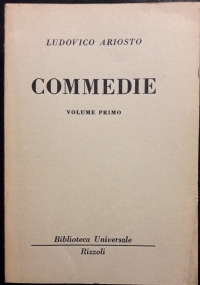 LUDOVICO ARIOSTO
COMMEDIE
VOLUME PRIMO
Biblioteca Universale
Rizzoli